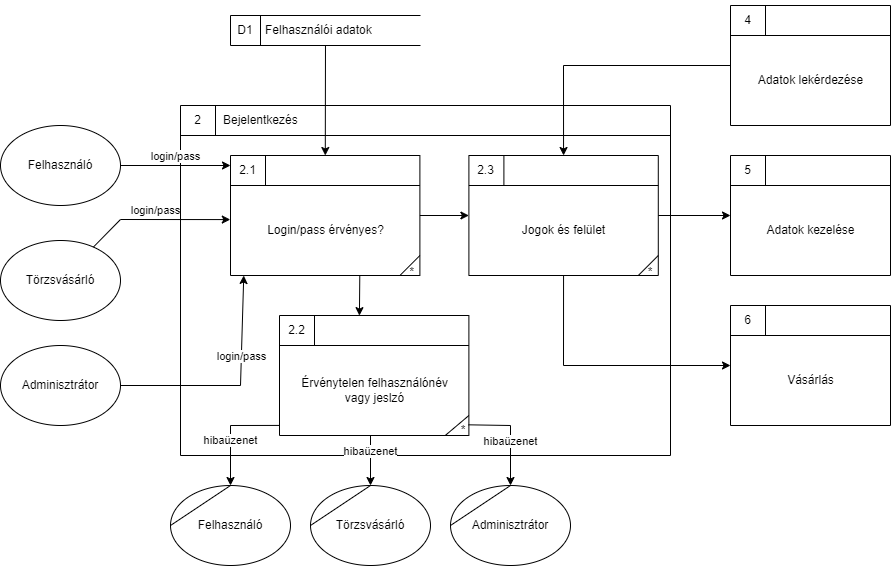 D1 Felhasználói adatok
4
Adatok lekérdezése
2 Bejelentkezés
Felhasználó
login/pass
2.1
Login/pass érvényes?
*
2.3
Jogok és felület
*
5
Adatok kezelése
login/pass
Törzsvásárló
6
Vásárlás
2.2
Érvénytelen felhasználónév
vagy jeslzó
*
login/pass
Adminisztrátor
hibaüzenet
hibaüzenet
hibaüzenet
Felhasználó
Törzsvásárló
Adminisztrátor